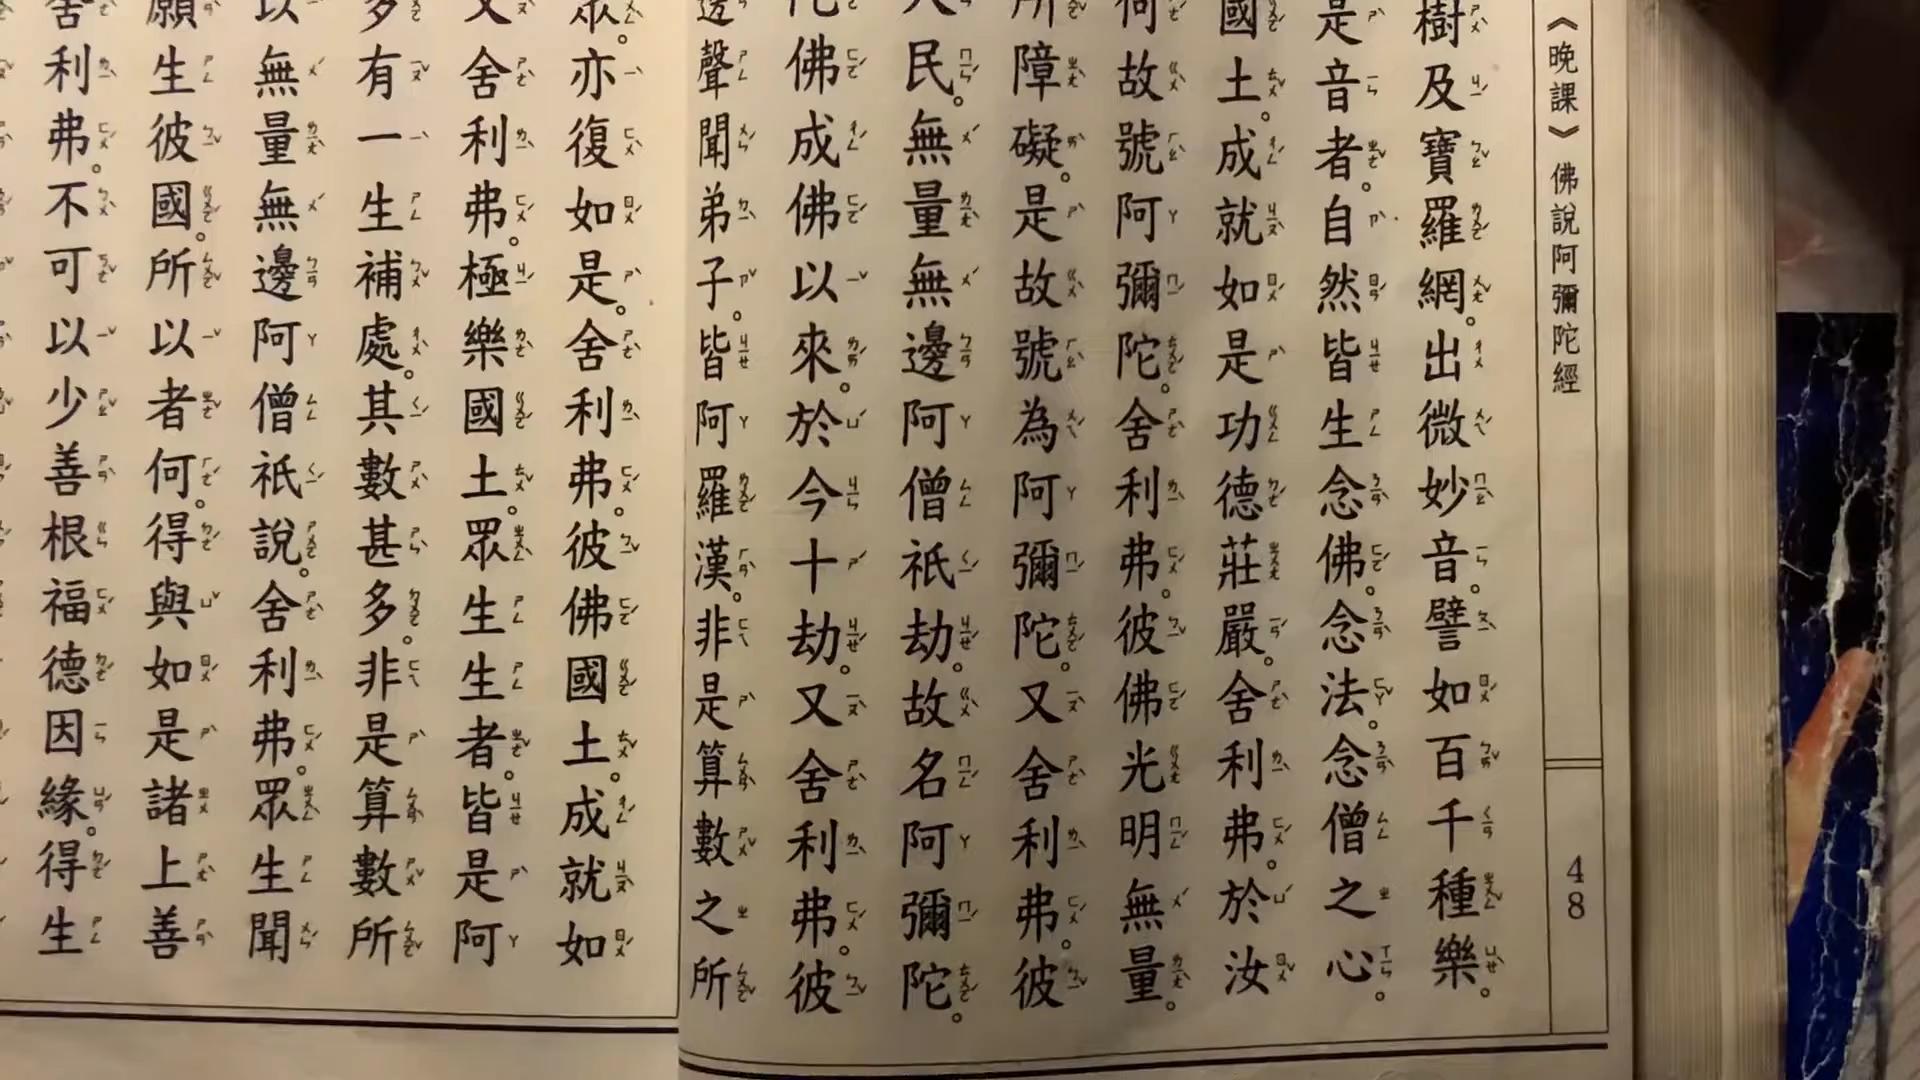 《晚課》佛說阿彌陀經
48
樹及寶羅網。出微妙音。譬如百千種樂。
是音者。自然皆生念佛。念法。念僧之心。
國土。成就如是功德莊嚴。舍利弗。於汝
何故號阿彌陀。舍利弗。彼佛光明無量。
所障礙。是故號為阿彌陀。又舍利弗。彼
人民。無量無邊阿僧祇劫。故名阿彌陀。
陀佛成佛以來。於今十劫。又舍利弗。彼
邊聲聞弟子。皆阿羅漢。非是算數之所
眾。亦復如是。舍利弗。彼佛國土。成就如
又舍利弗。極樂國土。眾生生者。皆是阿
多有一生補處。其數甚多。非是算數所
以無量無邊阿僧祇說。舍利弗。眾生聞
願生彼國。所以者何。得與如是諸上善
舍利弗。不可以少善根福德因緣。得生